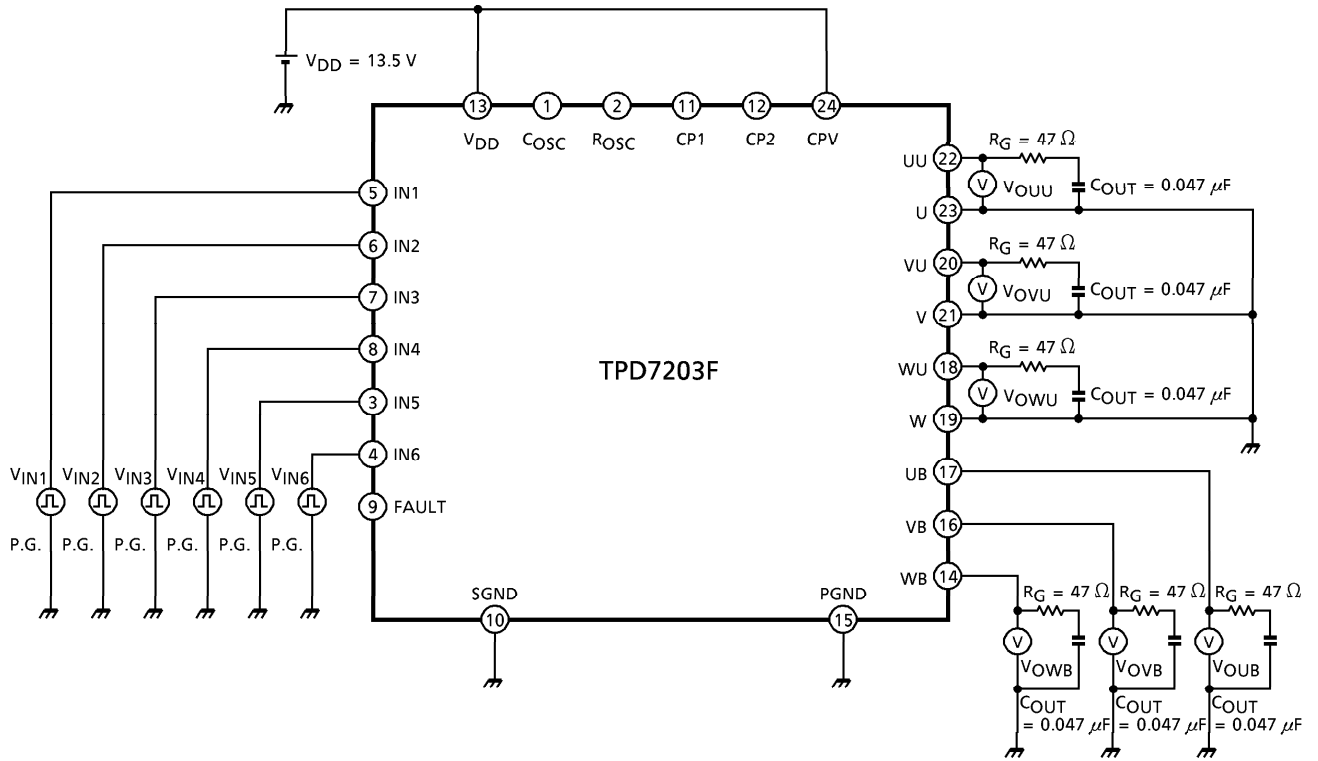 VDD = 13.5 V
13 1 2 11 12 24
VDD COSC ROSC CP1 CP2 CPV
RG = 47 Ω
UU 22
V VOUU COUT = 0.047 μF
U 23
RG = 47 Ω
VU 20
V VOVU COUT = 0.047 μF
V 21
RG = 47 Ω
WU 18
V VOWU COUT = 0.047 μF
W 19
UB 17
VB 16
WB 14
5 IN1
6 IN2
7 IN3
8 IN4
3 IN5
4 IN6
9 FAULT
TPD7203F
VIN1 VIN2 VIN3 VIN4 VIN5 VIN6
P.G. P.G. P.G. P.G. P.G. P.G.
SGND PGND
10 15
RG = 47 Ω RG = 47 Ω RG = 47 Ω
V V V
VOWB VOVB VOUB
COUT COUT COUT
= 0.047 μF = 0.047 μF = 0.047 μF